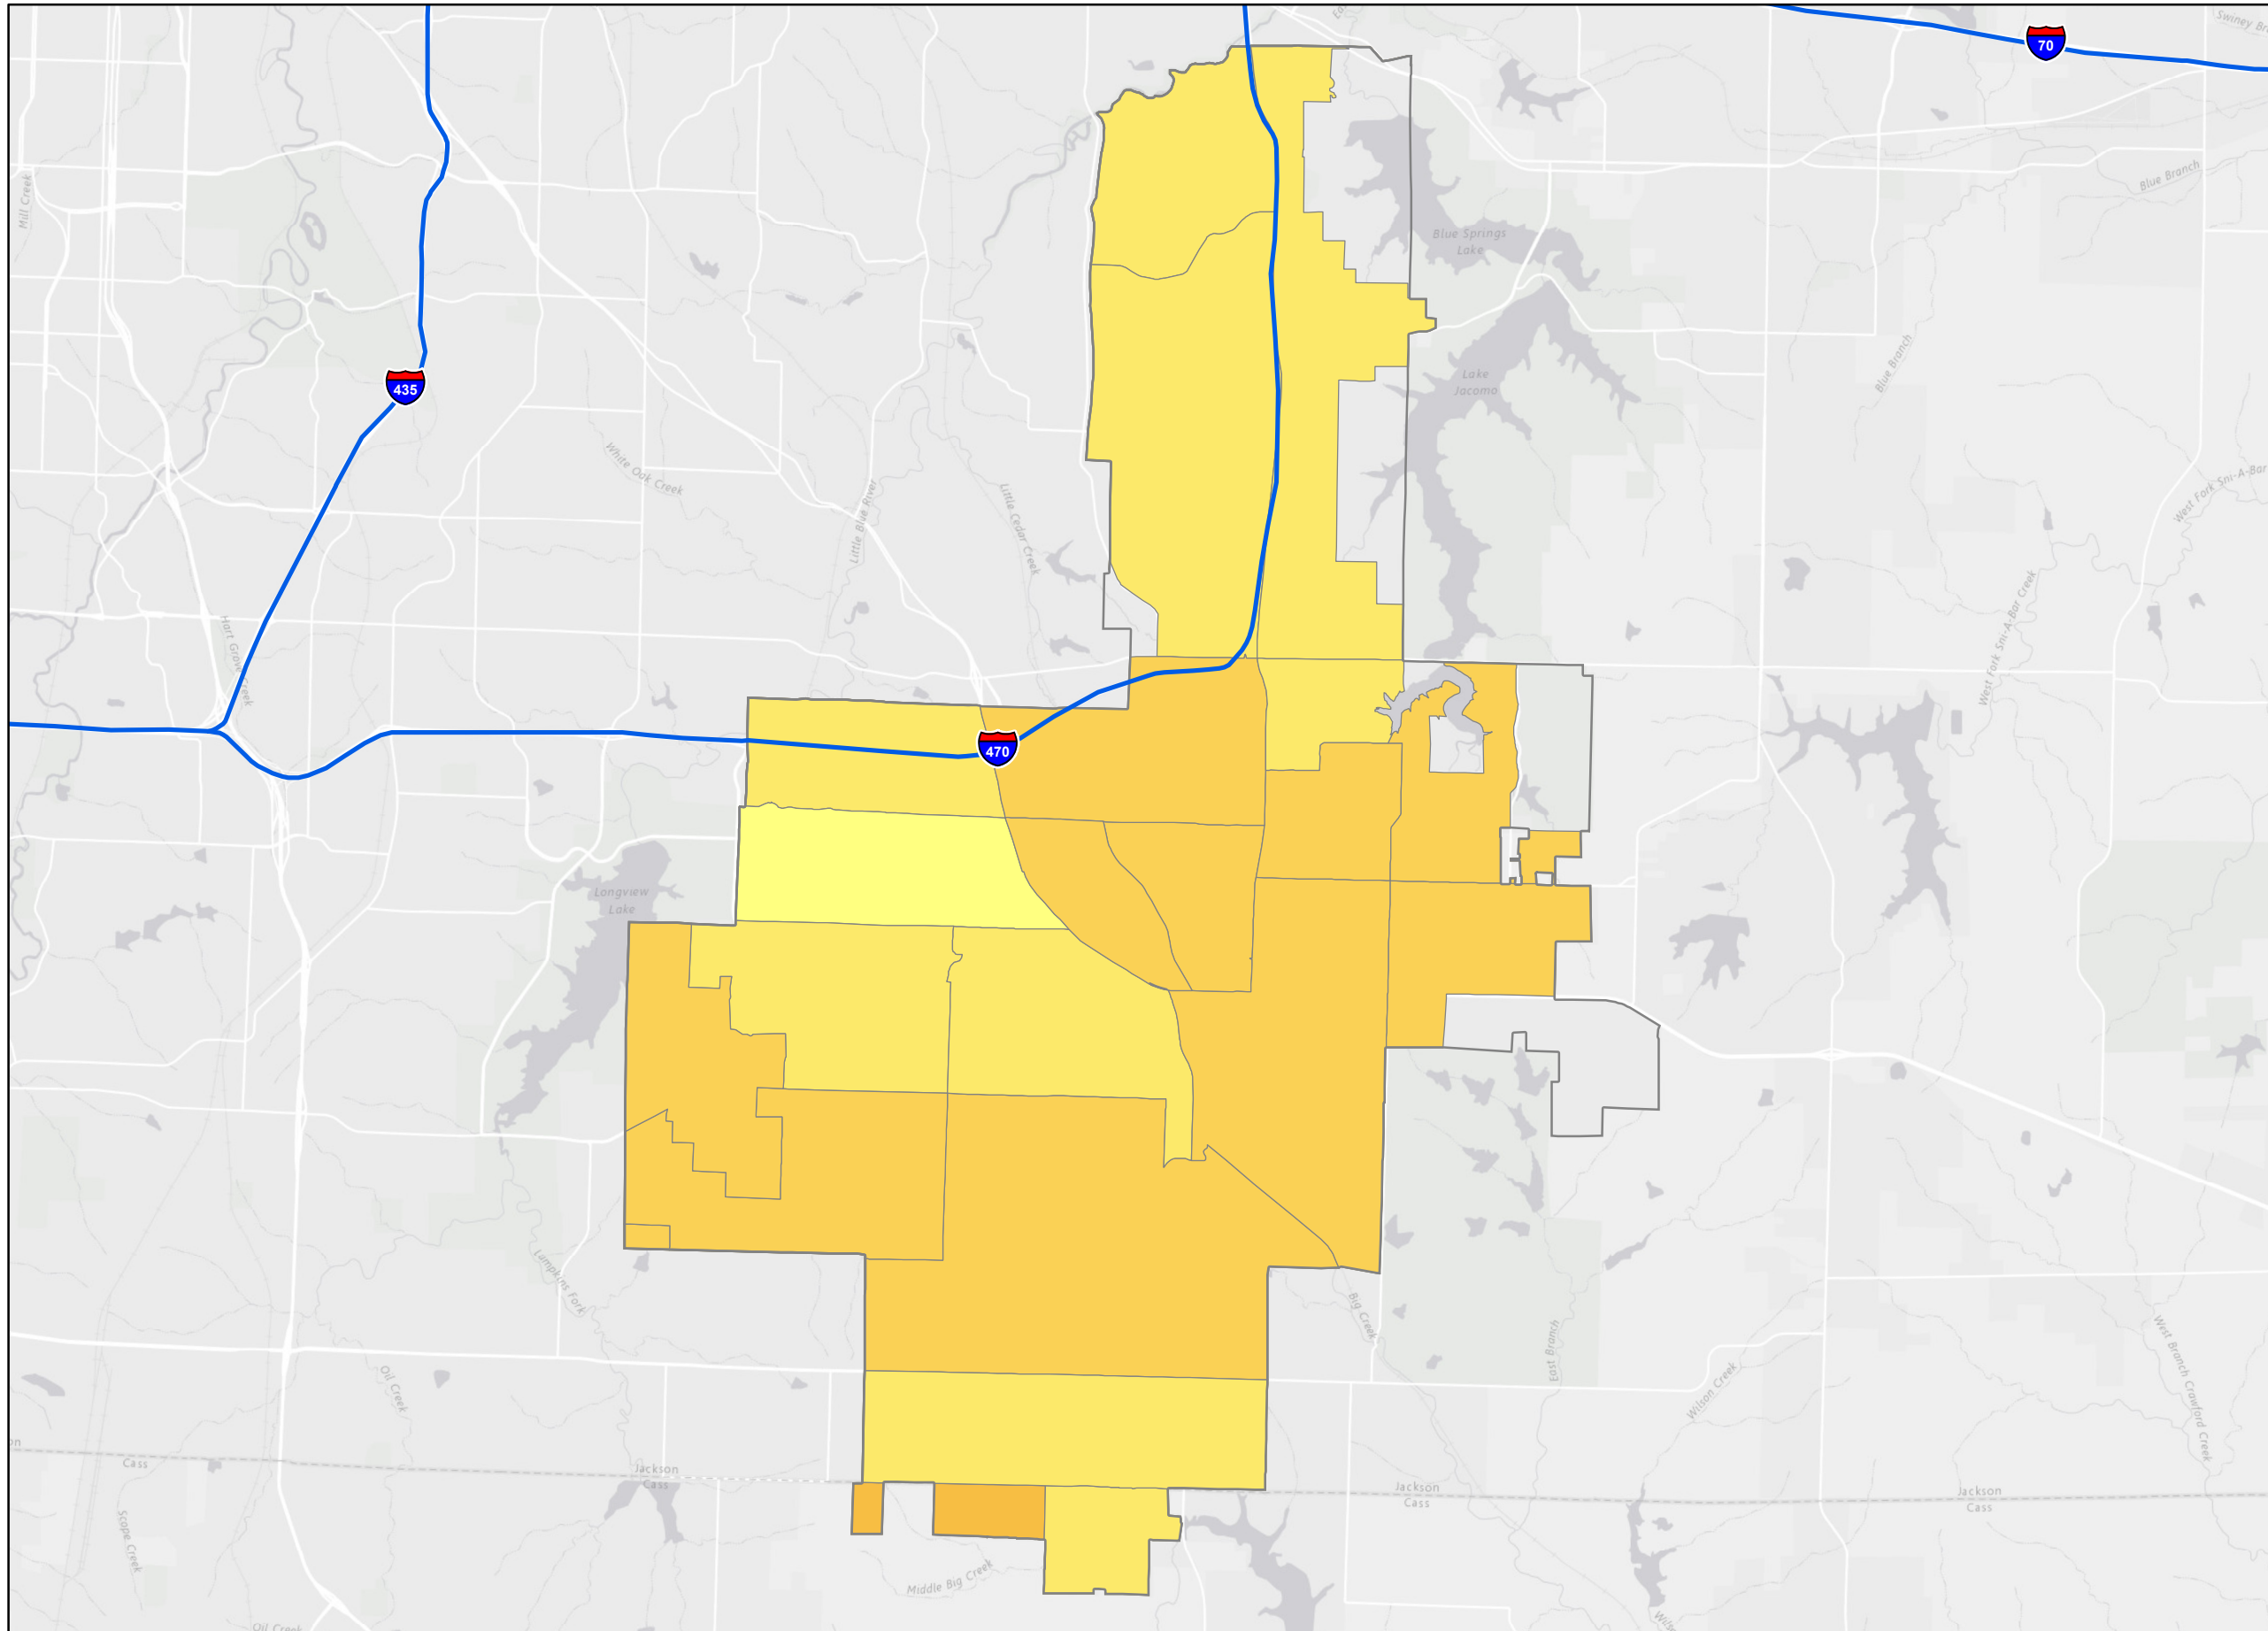 70
Blue Branch
Mill Creek
Blue Springs
Lake
Lake
Jacomo
Blue Branch
435
White Oak Creek
Little Blue River
Little Cedar Creek
West Fork Sni-A-Bar
West Fork Sni-A-Bar Creek
Hart Grove Creek
470
Longview
Lake
Lumpkins Fork
Big Creek
East Branch
Wilson Creek
West Branch Crawford Creek
Oil Creek
Cass
Jackson
Cass
Jackson
Cass
Jackson
Cass
Scope Creek
Middle Big Creek
Oil Creek